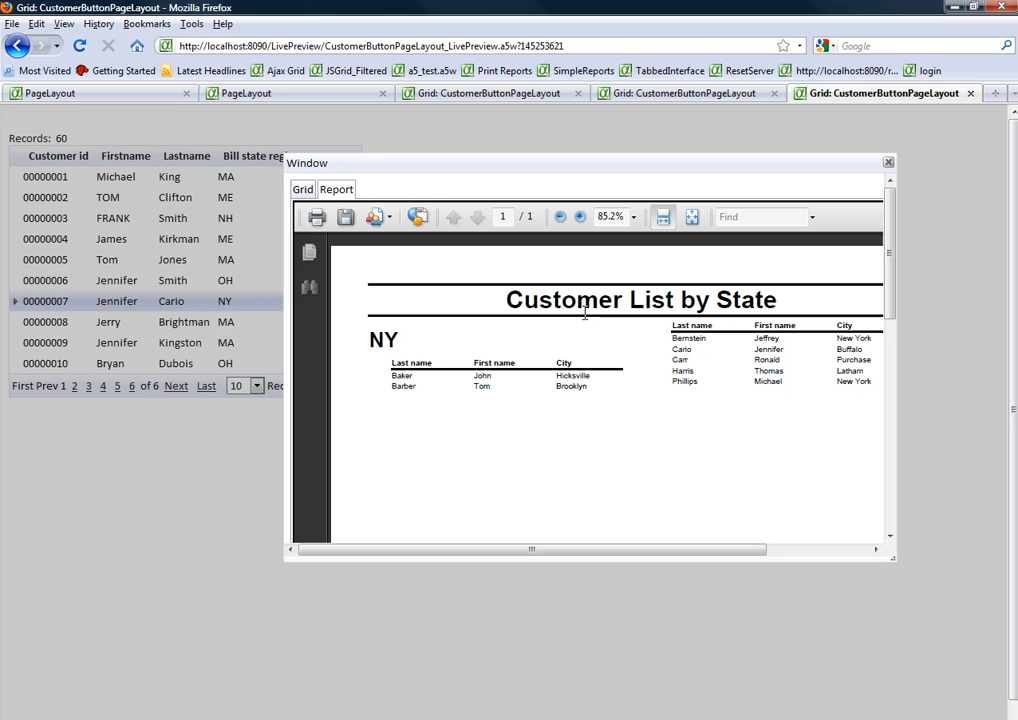 Grid: CustomerButtonPageLayout - Mozilla Firefox
File Edit View History Bookmarks Tools Help
http://localhost:8090/LivePreview/CustomerButtonPageLayout_LivePreview.a5w?145253621
Google
Most Visited Getting Started Latest Headlines Ajax Grid JSGrid_Filtered a5_test.a5w Print Reports SimpleReports TabbedInterface ResetServer http://localhost:8090/r... login
PageLayout PageLayout Grid: CustomerButtonPageLayout Grid: CustomerButtonPageLayout Grid: CustomerButtonPageLayout
Records: 60
Customer id Firstname Lastname Bill state reg
00000001 Michael King MA
00000002 TOM Clifton ME
00000003 FRANK Smith NH
00000004 James Kirkman ME
00000005 Tom Jones MA
00000006 Jennifer Smith OH
00000007 Jennifer Cario NY
00000008 Jerry Brightman MA
00000009 Jennifer Kingston MA
00000010 Bryan Dubois OH
First Prev 1 2 3 4 5 6 of 6 Next Last 10 Rec
Window
Grid Report
1 / 1 85.2% Find
Customer List by State
NY
Last name First name City
Baker John Hicksville
Barber Tom Brooklyn
Last name First name City
Bernstein Jeffrey New York
Cario Jennifer Buffalo
Carr Ronald Purchase
Harris Thomas Latham
Phillips Michael New York